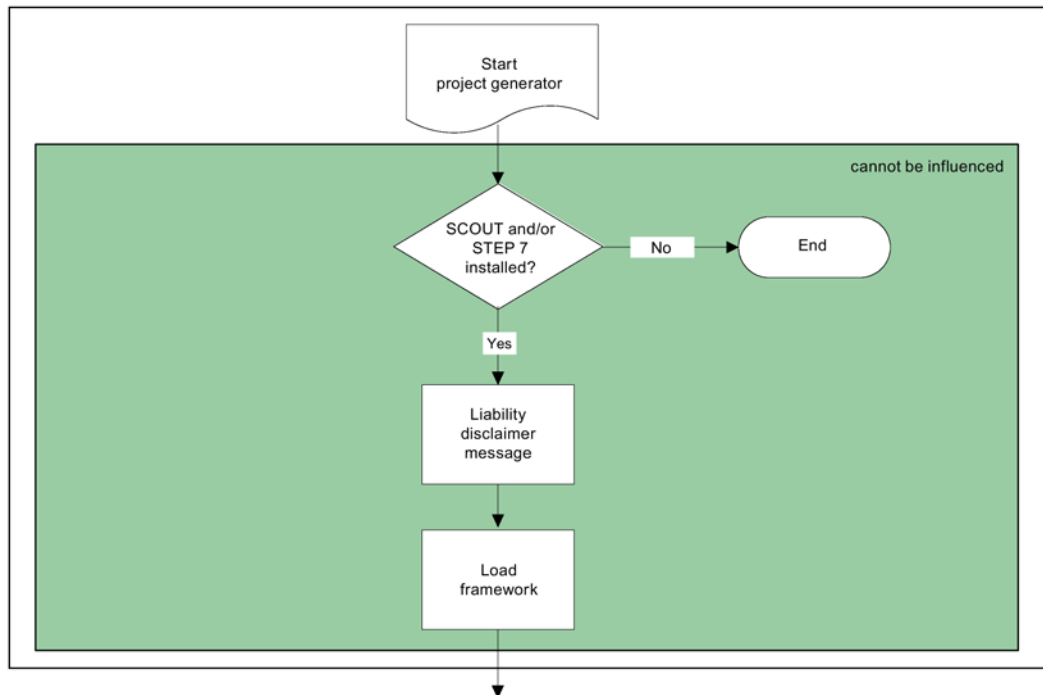 Start
project generator
cannot be influenced
SCOUT and/or
STEP 7
installed?
No
End
Yes
Liability
disclaimer
message
Load
framework